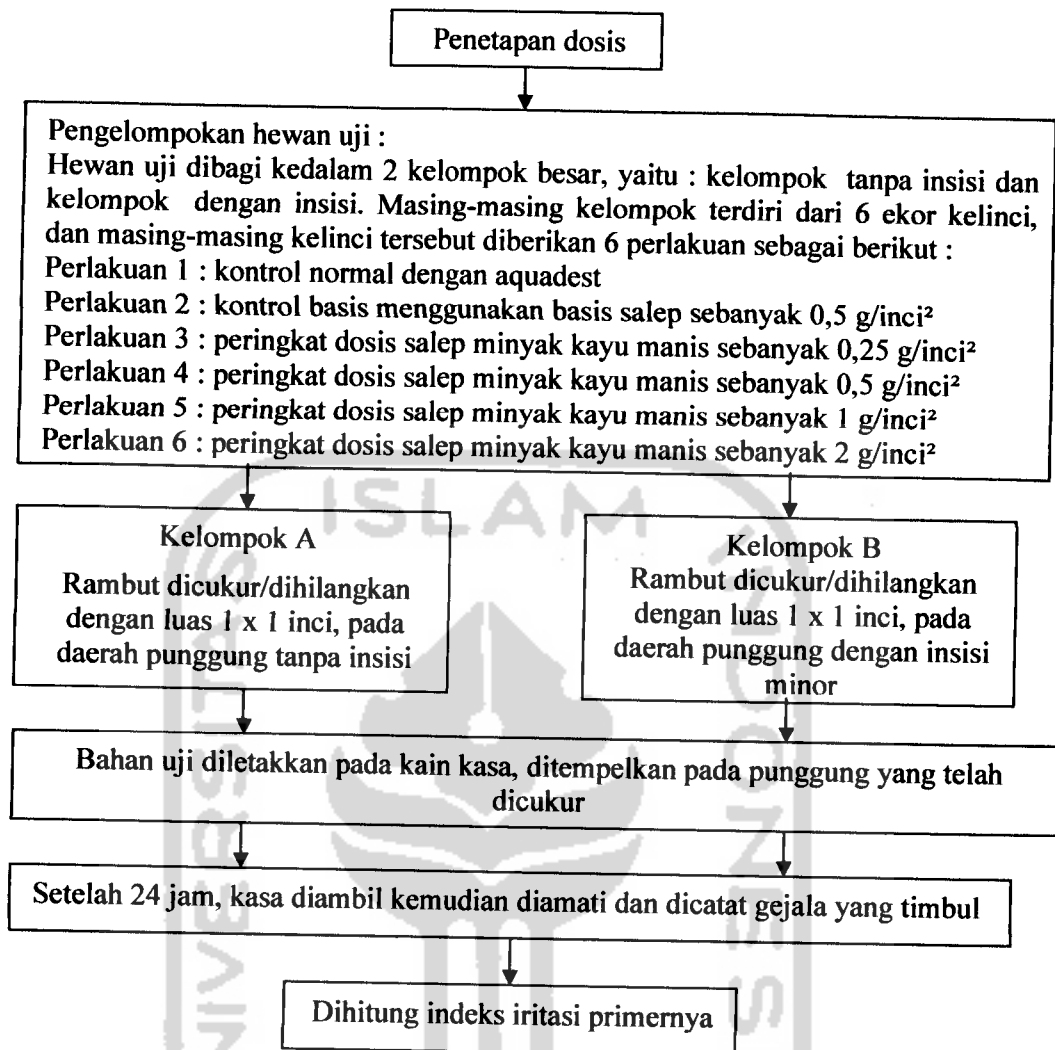 Penetapan dosis
Pengelompokan hewan uji :
Hewan uji dibagi kedalam 2 kelompok besar, yaitu : kelompok tanpa insisi dan
kelompok dengan insisi. Masing-masing kelompok terdiri dari 6 ekor kelinci,
dan masing-masing kelinci tersebut diberikan 6 perlakuan sebagai berikut :
Perlakuan 1 : kontrol normal dengan aquadest
Perlakuan 2 : kontrol basis menggunakan basis salep sebanyak 0,5 g/inci²
Perlakuan 3 : peringkat dosis salep minyak kayu manis sebanyak 0,25 g/inci²
Perlakuan 4 : peringkat dosis salep minyak kayu manis sebanyak 0,5 g/inci²
Perlakuan 5 : peringkat dosis salep minyak kayu manis sebanyak 1 g/inci²
Perlakuan 6 : peringkat dosis salep minyak kayu manis sebanyak 2 g/inci²
Kelompok A
Rambut dicukur/dihilangkan
dengan luas 1 x 1 inci, pada
daerah punggung tanpa insisi
Kelompok B
Rambut dicukur/dihilangkan
dengan luas 1 x 1 inci, pada
daerah punggung dengan insisi
minor
Bahan uji diletakkan pada kain kasa, ditempelkan pada punggung yang telah
dicukur
Setelah 24 jam, kasa diambil kemudian diamati dan dicatat gejala yang timbul
Dihitung indeks iritasi primernya
ISLAM